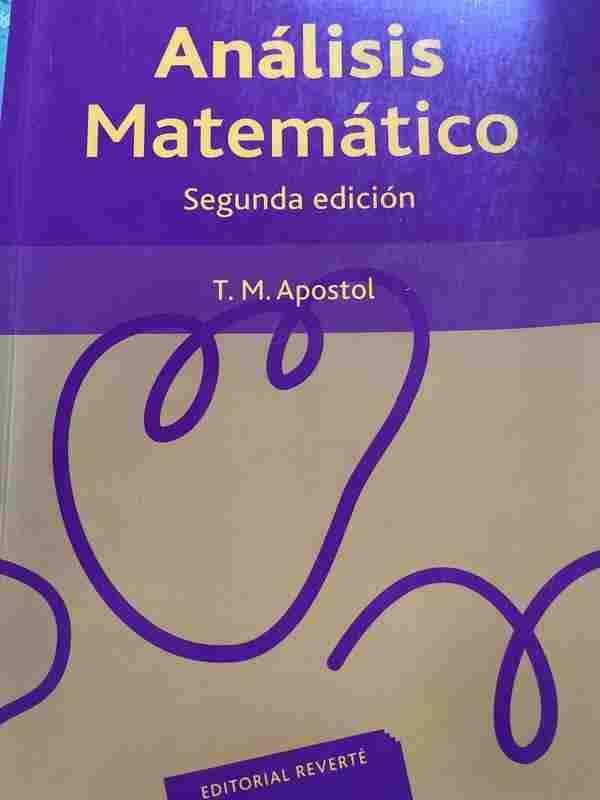 Análisis
Matemático
Segunda edición
T. M. Apostol
EDITORIAL REVERTÉ